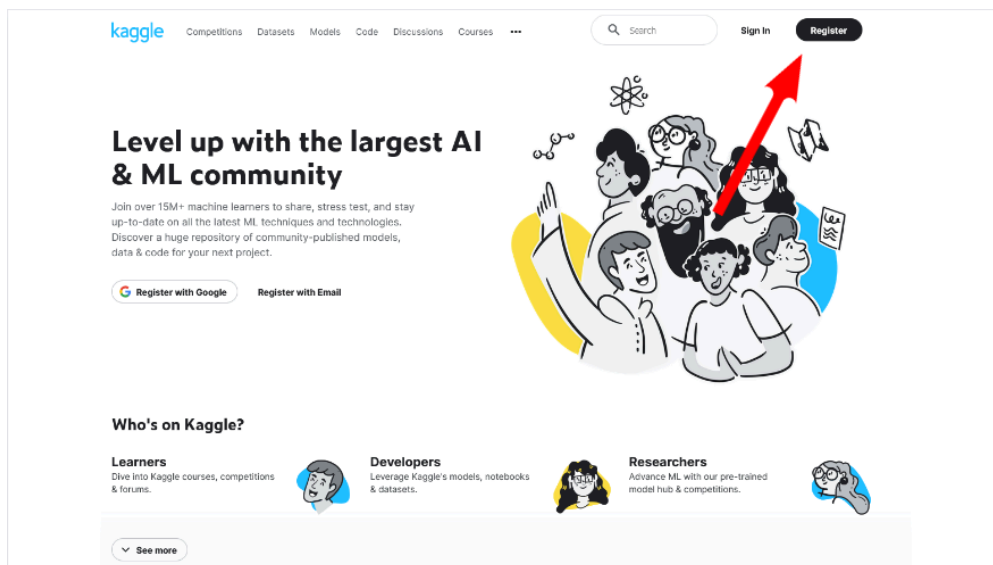 kaggle Competitions Datasets Models Code Discussions Courses ••• Search Sign In Register
Level up with the largest AI
& ML community
Join over 15M+ machine learners to share, stress test, and stay
up-to-date on all the latest ML techniques and technologies.
Discover a huge repository of community-published models,
data & code for your next project.
Register with Google Register with Email
Who's on Kaggle?
Learners
Dive into Kaggle courses, competitions
& forums.
Developers
Leverage Kaggle's models, notebooks
& datasets.
Researchers
Advance ML with our pre-trained
model hub & competitions.
See more